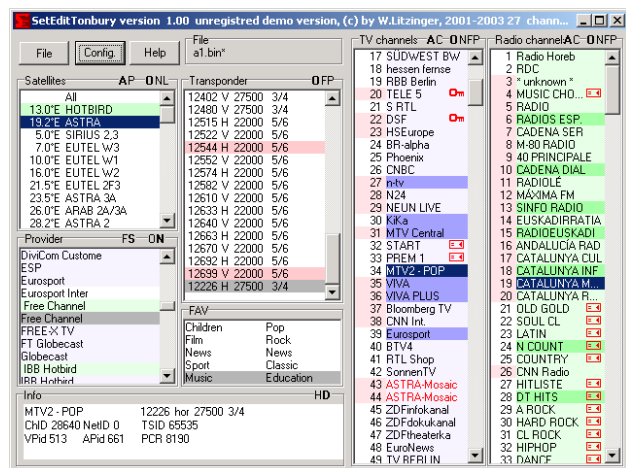 SetEditTonbury version 1.00 unregistred demo version, (c) by W.Litzinger, 2001-2003 27 chann...
File
Config.
Help
File
a1.bin*
Satellites
AP
ONL
All
13.0°E HOTBIRD
19.2°E ASTRA
5.0°E SIRIUS 2,3
7.0°E EUTEL W3
10.0°E EUTEL W1
16.0°E EUTEL W2
21.5°E EUTEL 2F3
23.5°E ASTRA 3A
26.0°E ARAB 2A/3A
28.2°E ASTRA 2
Transponder
OFP
12402 V 27500 3/4
12480 V 27500 3/4
12515 H 22000 5/6
12522 V 22000 5/6
12544 H 22000 5/6
12552 V 22000 5/6
12574 H 22000 5/6
12582 V 22000 5/6
12610 V 22000 5/6
12633 H 22000 5/6
12640 V 22000 5/6
12663 H 22000 5/6
12670 V 22000 5/6
12692 H 22000 5/6
12699 V 22000 5/6
12226 H 27500 3/4
Provider
FS
ON
DiviCom Custome
ESP
Eurosport
Eurosport Inter
Free Channel
Free Channel
FREE-X TV
FT Globecast
Globecast
IBB Hotbird
IRR Hotbird
FAV
Children Pop
Film Rock
News News
Sport Classic
Music Education
Info
HD
MTV2 - POP 12226 hor 27500 3/4
ChID 28640 NetID 0 TSID 65535
VPid 513 APid 661 PCR 8190
TV channels
AC
ONFP
17 SÜDWEST BW
18 hessen fernse
19 RBB Berlin
20 TELE 5
21 S RTL
22 DSF
23 HSEurope
24 BR-alpha
25 Phoenix
26 CNBC
27 n-tv
28 N24
29 NEUN LIVE
30 KiKa
31 MTV Central
32 START
33 PREM 1
34 MTV2 - POP
35 VIVA
36 VIVA PLUS
37 Bloomberg TV
38 CNN Int.
39 Eurosport
40 BTV4
41 RTL Shop
42 SonnenTV
43 ASTRA-Mosaic
44 ASTRA-Mosaic
45 ZDFinfokanal
46 ZDFdokukanal
47 ZDFtheaterka
48 EuroNews
49 TV BERLIN
Radio channels
AC
ONFP
1 Radio Horeb
2 RDC
3 * unknown *
4 MUSIC CHO...
5 RADIO
6 RADIOS ESP.
7 CADENA SER
8 M-80 RADIO
9 40 PRINCIPALE
10 CADENA DIAL
11 RADIOLÉ
12 MÁXIMA FM
13 SINFO RADIO
14 EUSKADIRRATIA
15 RADIOEUSKADI
16 ANDALUCÍA RAD
17 CATALUNYA CUL
18 CATALUNYA INF
19 CATALUNYA M...
20 CATALUNYA R...
21 OLD GOLD
22 SOUL CL
23 LATIN
24 N COUNT
25 COUNTRY
26 CNN Radio
27 HITLISTE
28 DT HITS
29 A ROCK
30 HARD ROCK
31 CL ROCK
32 HIPHOP
33 DANCE